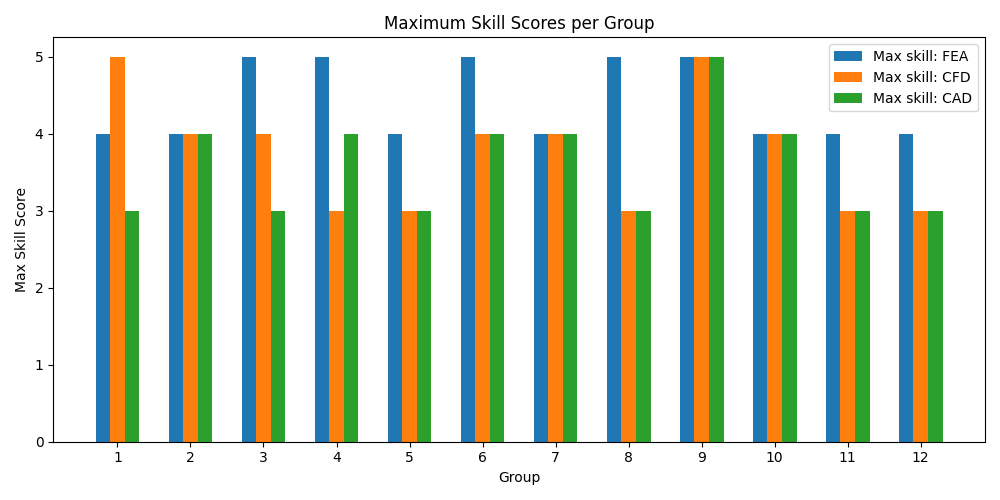 Maximum Skill Scores per Group
Max skill: FEA
Max skill: CFD
Max skill: CAD
Max Skill Score
5
4
3
2
1
0
1 2 3 4 5 6 7 8 9 10 11 12
Group